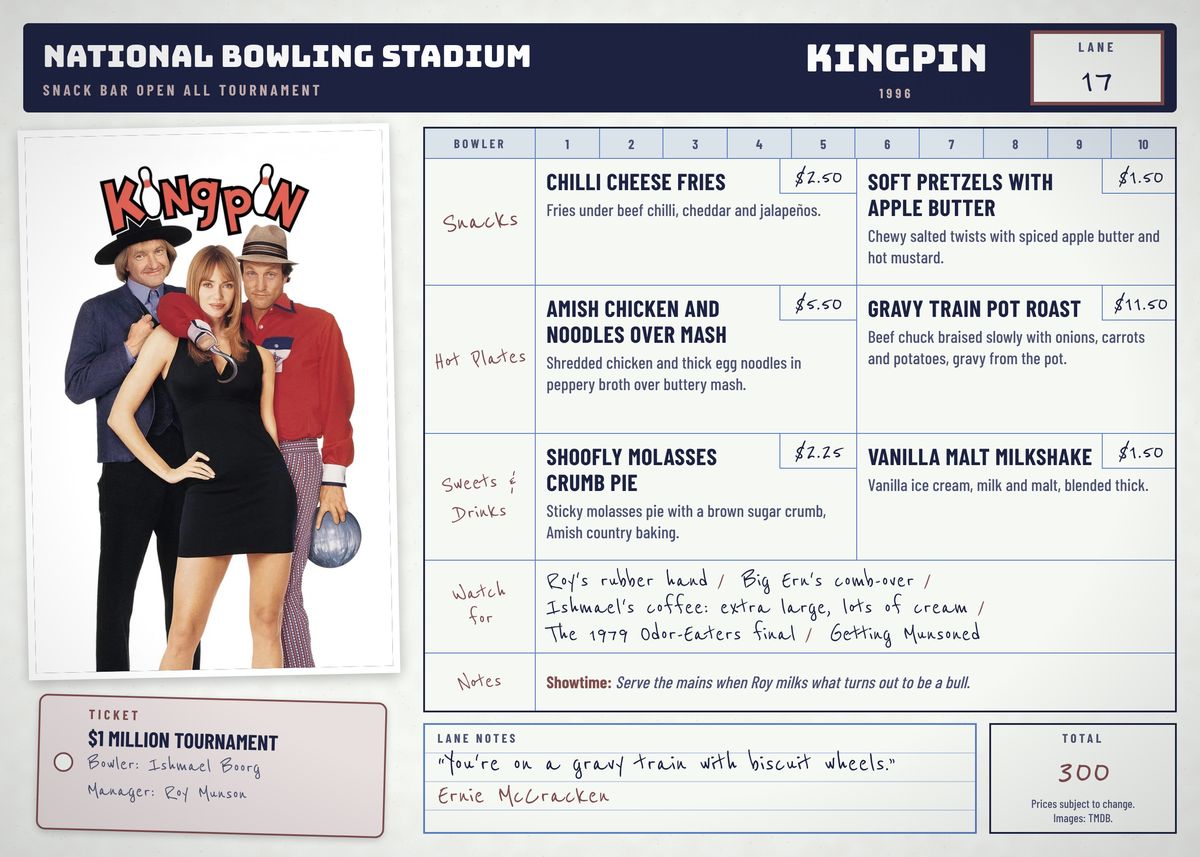 NATIONAL BOWLING STADIUM
SNACK BAR OPEN ALL TOURNAMENT
KINGPIN
1996
LANE
17
KINgpiN
BOWLER 1 2 3 4 5 6 7 8 9 10
Snacks
CHILLI CHEESE FRIES
$2.50
Fries under beef chilli, cheddar and jalapeños.
SOFT PRETZELS WITH
APPLE BUTTER
$1.50
Chewy salted twists with spiced apple butter and
hot mustard.
Hot Plates
AMISH CHICKEN AND
NOODLES OVER MASH
$5.50
Shredded chicken and thick egg noodles in
peppery broth over buttery mash.
GRAVY TRAIN POT ROAST
$11.50
Beef chuck braised slowly with onions, carrots
and potatoes, gravy from the pot.
Sweets &
Drinks
SHOOFLY MOLASSES
CRUMB PIE
$2.25
Sticky molasses pie with a brown sugar crumb,
Amish country baking.
VANILLA MALT MILKSHAKE
$1.50
Vanilla ice cream, milk and malt, blended thick.
Watch
for
Roy's rubber hand / Big Ern's comb-over /
Ishmael's coffee: extra large, lots of cream /
The 1979 Odor-Eaters final / Getting Munsoned
Notes
Showtime: Serve the mains when Roy milks what turns out to be a bull.
TICKET
$1 MILLION TOURNAMENT
Bowler: Ishmael Boorg
Manager: Roy Munson
LANE NOTES
"You're on a gravy train with biscuit wheels."
Ernie McCracken
TOTAL
300
Prices subject to change.
Images: TMDB.